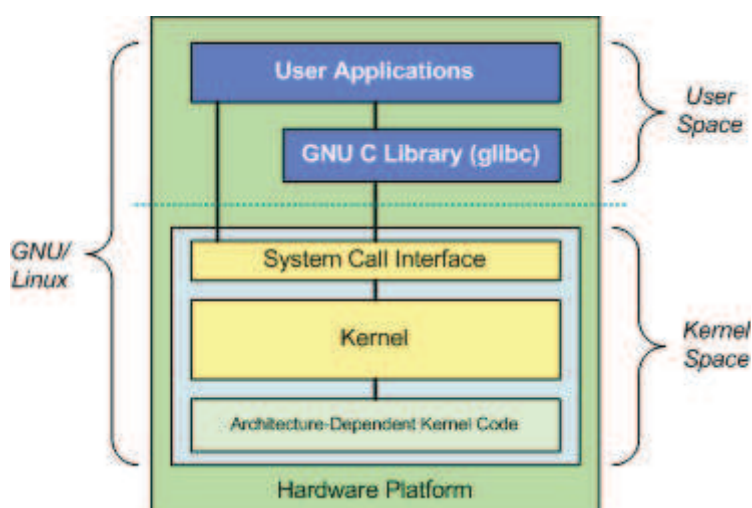 User Applications
User
Space
GNU C Library (glibc)
GNU/
Linux
System Call Interface
Kernel
Kernel
Space
Architecture-Dependent Kernel Code
Hardware Platform